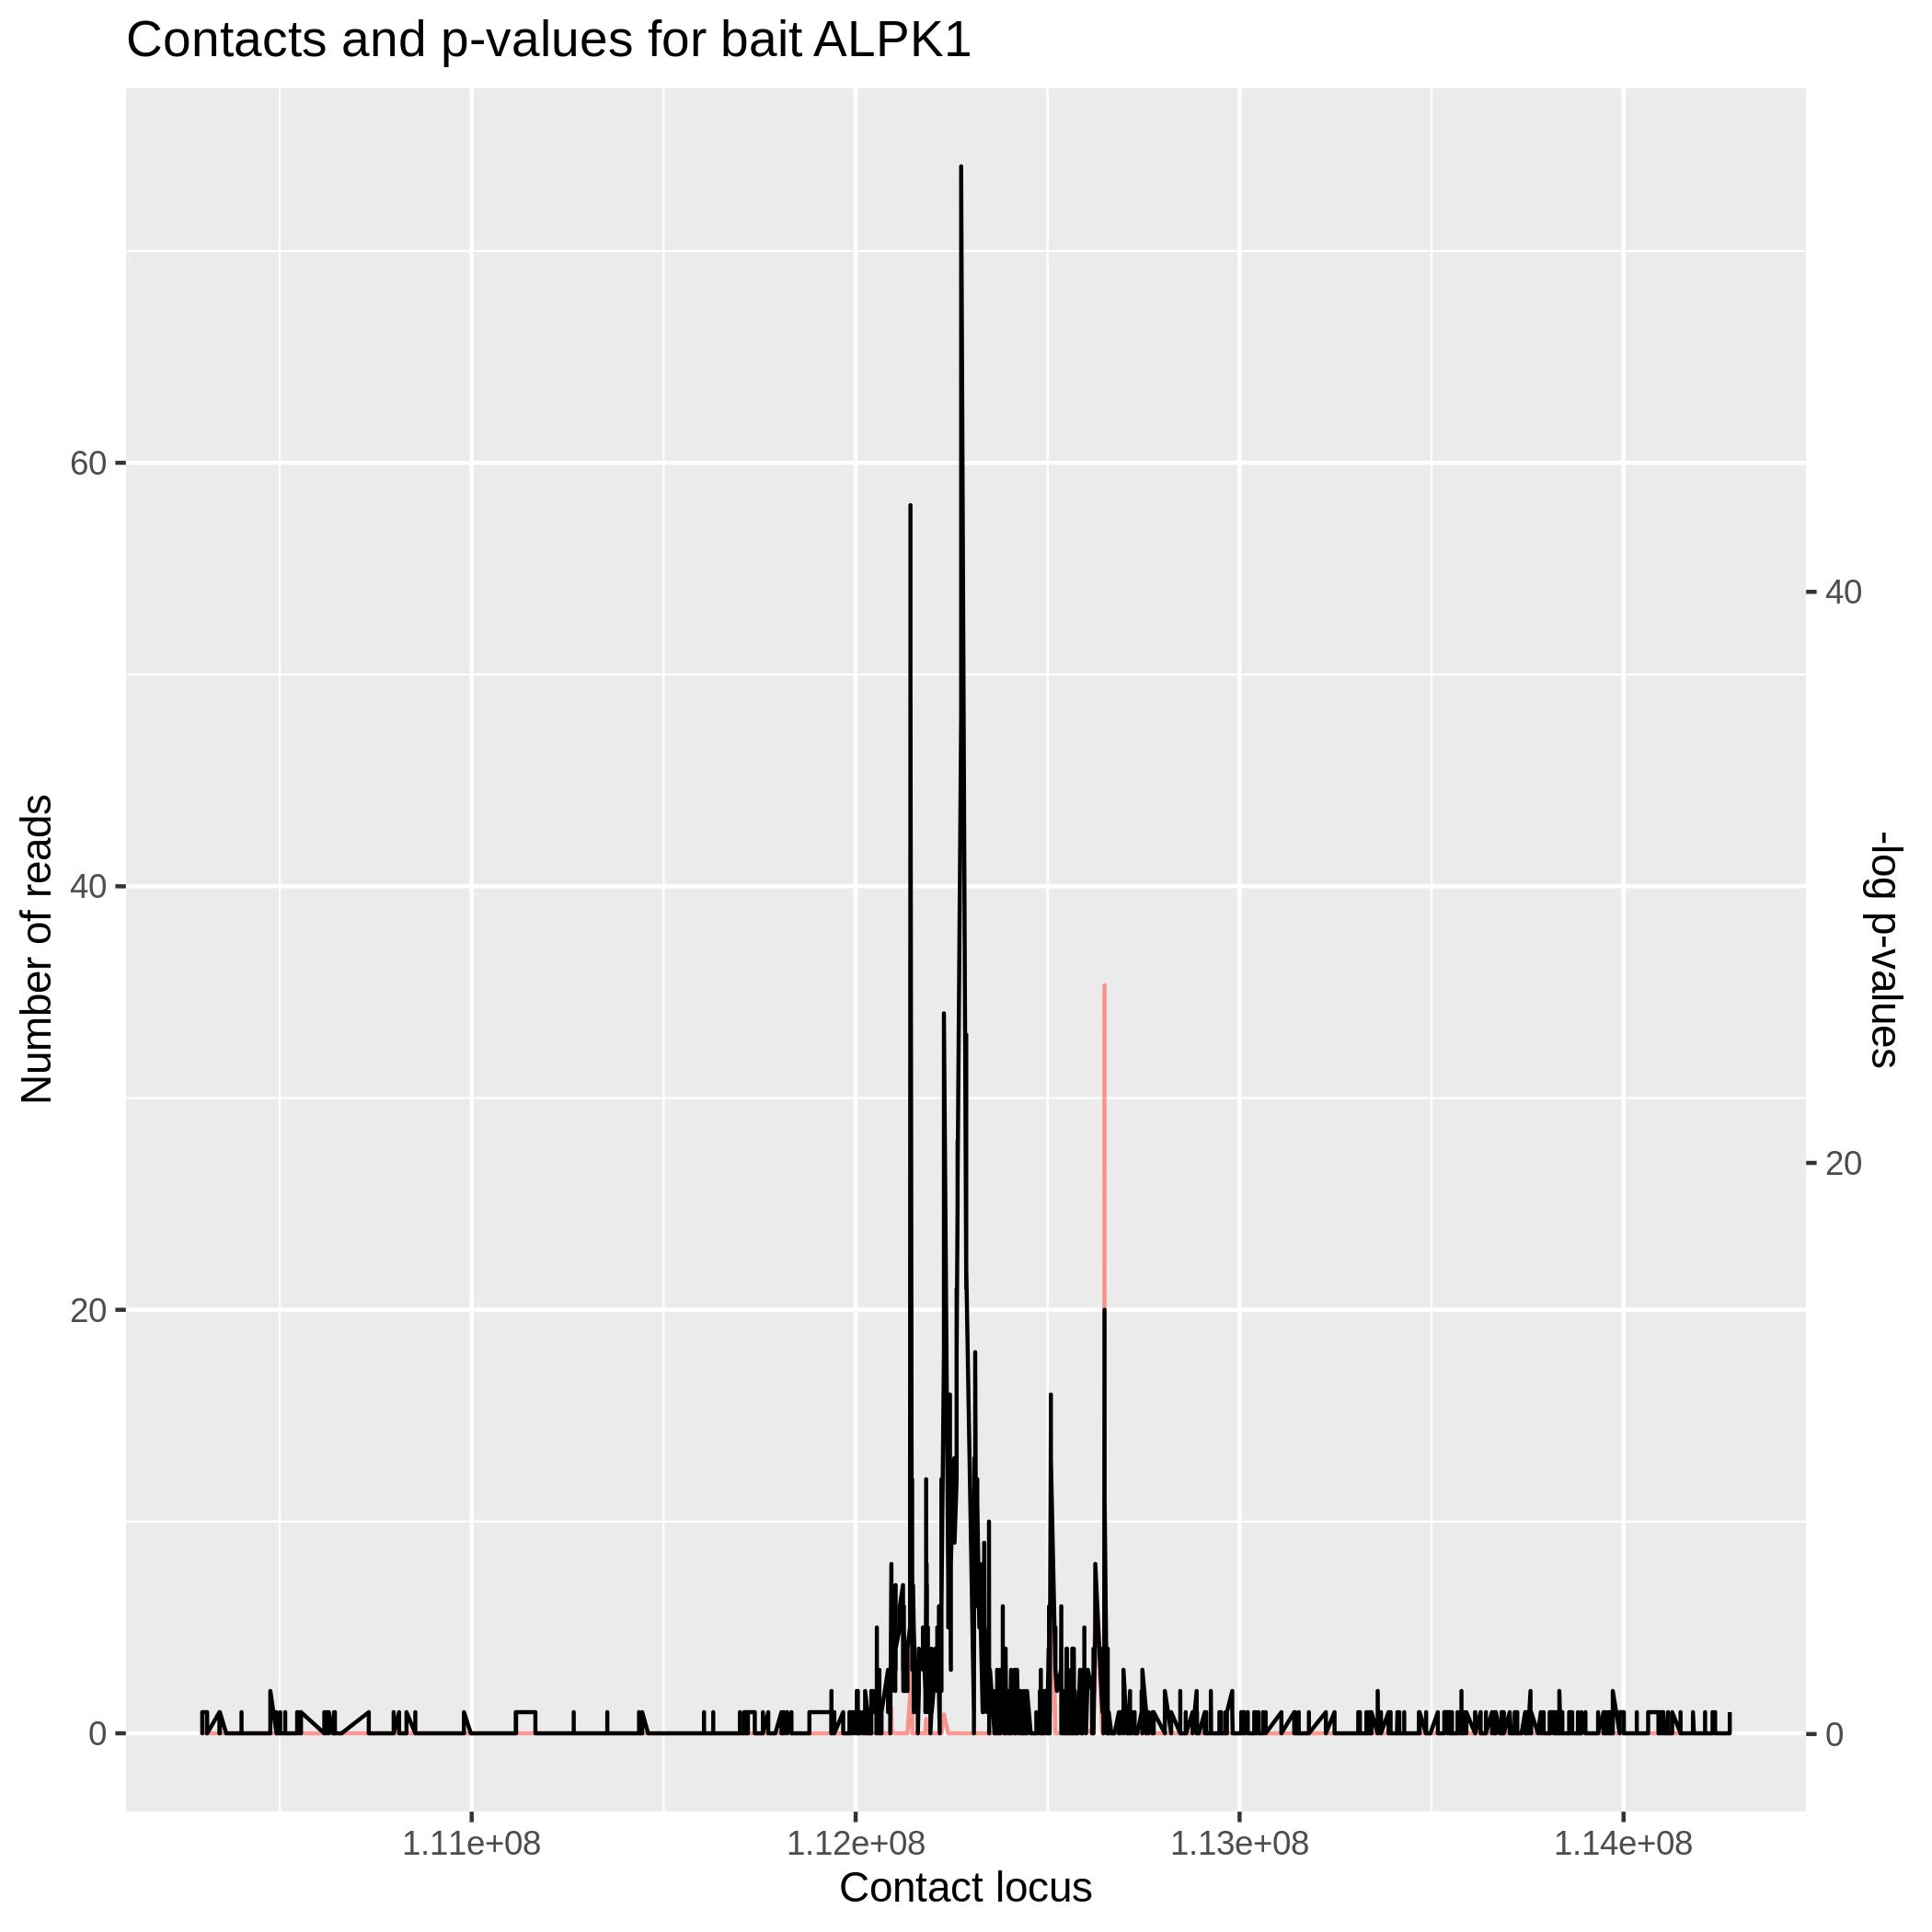 Contacts and p-values for bait ALPK1
60
40
20
0
Number of reads
40
20
0
-log p-values
1.11e+08 1.12e+08 1.13e+08 1.14e+08
Contact locus